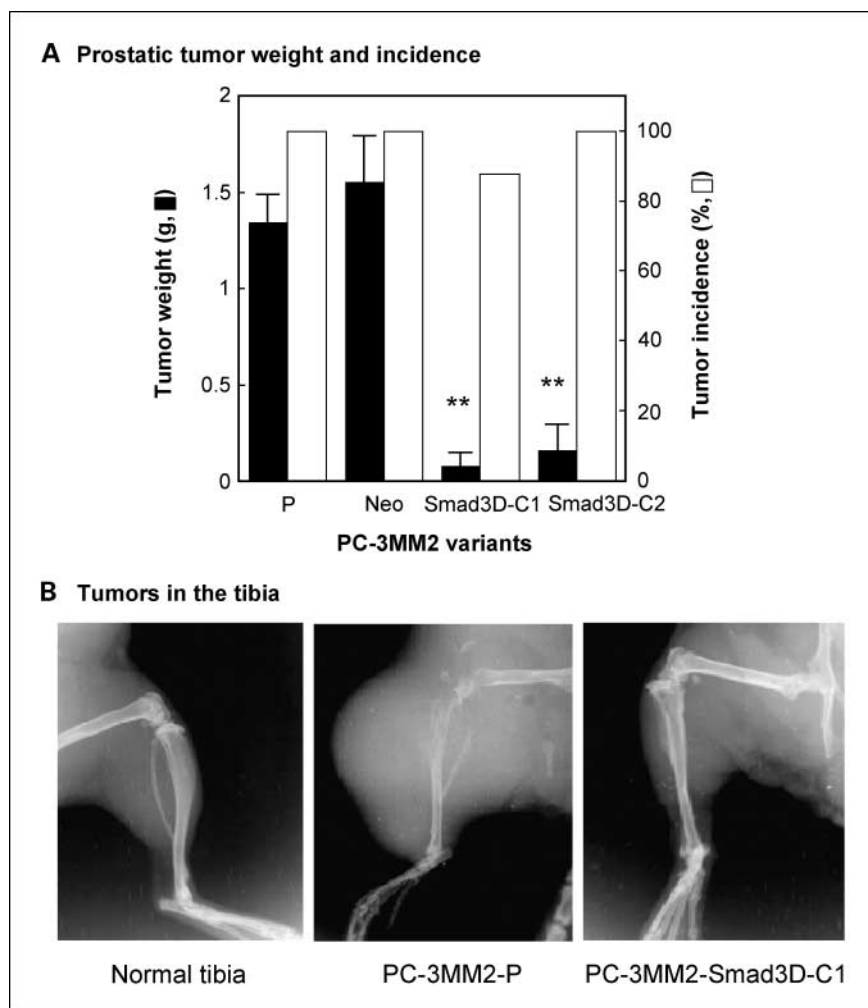 A Prostatic tumor weight and incidence
2
1.5
1
0.5
0
Tumor weight (g, ■)
100
80
60
40
20
0
Tumor incidence (%, □)
**
**
P Neo Smad3D-C1 Smad3D-C2
PC-3MM2 variants
B Tumors in the tibia
Normal tibia PC-3MM2-P PC-3MM2-Smad3D-C1